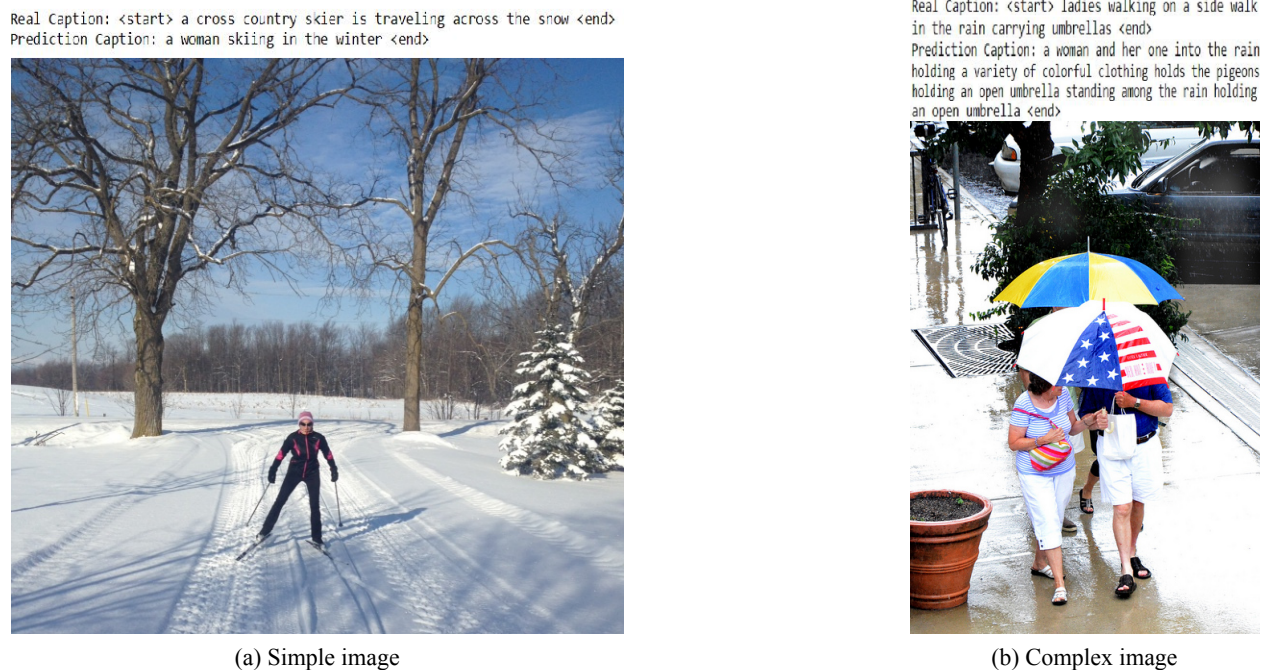 Real Caption: <start> a cross country skier is traveling across the snow <end>
Prediction Caption: a woman skiing in the winter <end>
(a) Simple image
Real Caption: <start> ladies walking on a side walk
in the rain carrying umbrellas <end>
Prediction Caption: a woman and her one into the rain
holding a variety of colorful clothing holds the pigeons
holding an open umbrella standing among the rain holding
an open umbrella <end>
(b) Complex image